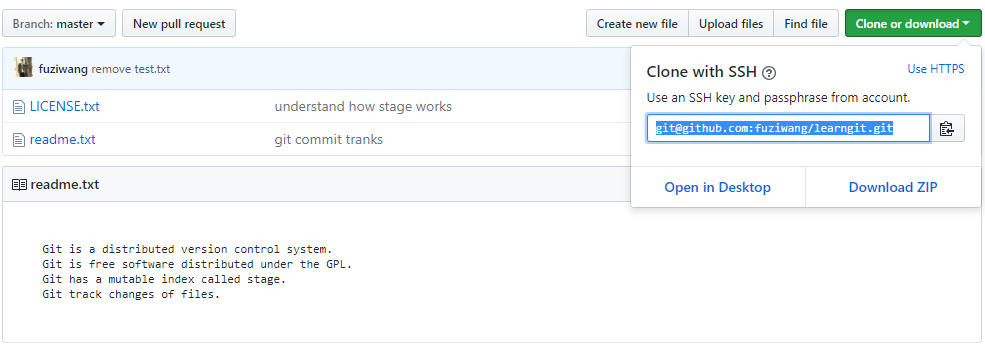 Branch: master New pull request Create new file Upload files Find file Clone or download
fuziwang remove test.txt
LICENSE.txt understand how stage works
readme.txt git commit tranks
Clone with SSH Use HTTPS
Use an SSH key and passphrase from account.
git@github.com:fuziwang/learngit.git
Open in Desktop Download ZIP
readme.txt
Git is a distributed version control system.
Git is free software distributed under the GPL.
Git has a mutable index called stage.
Git track changes of files.